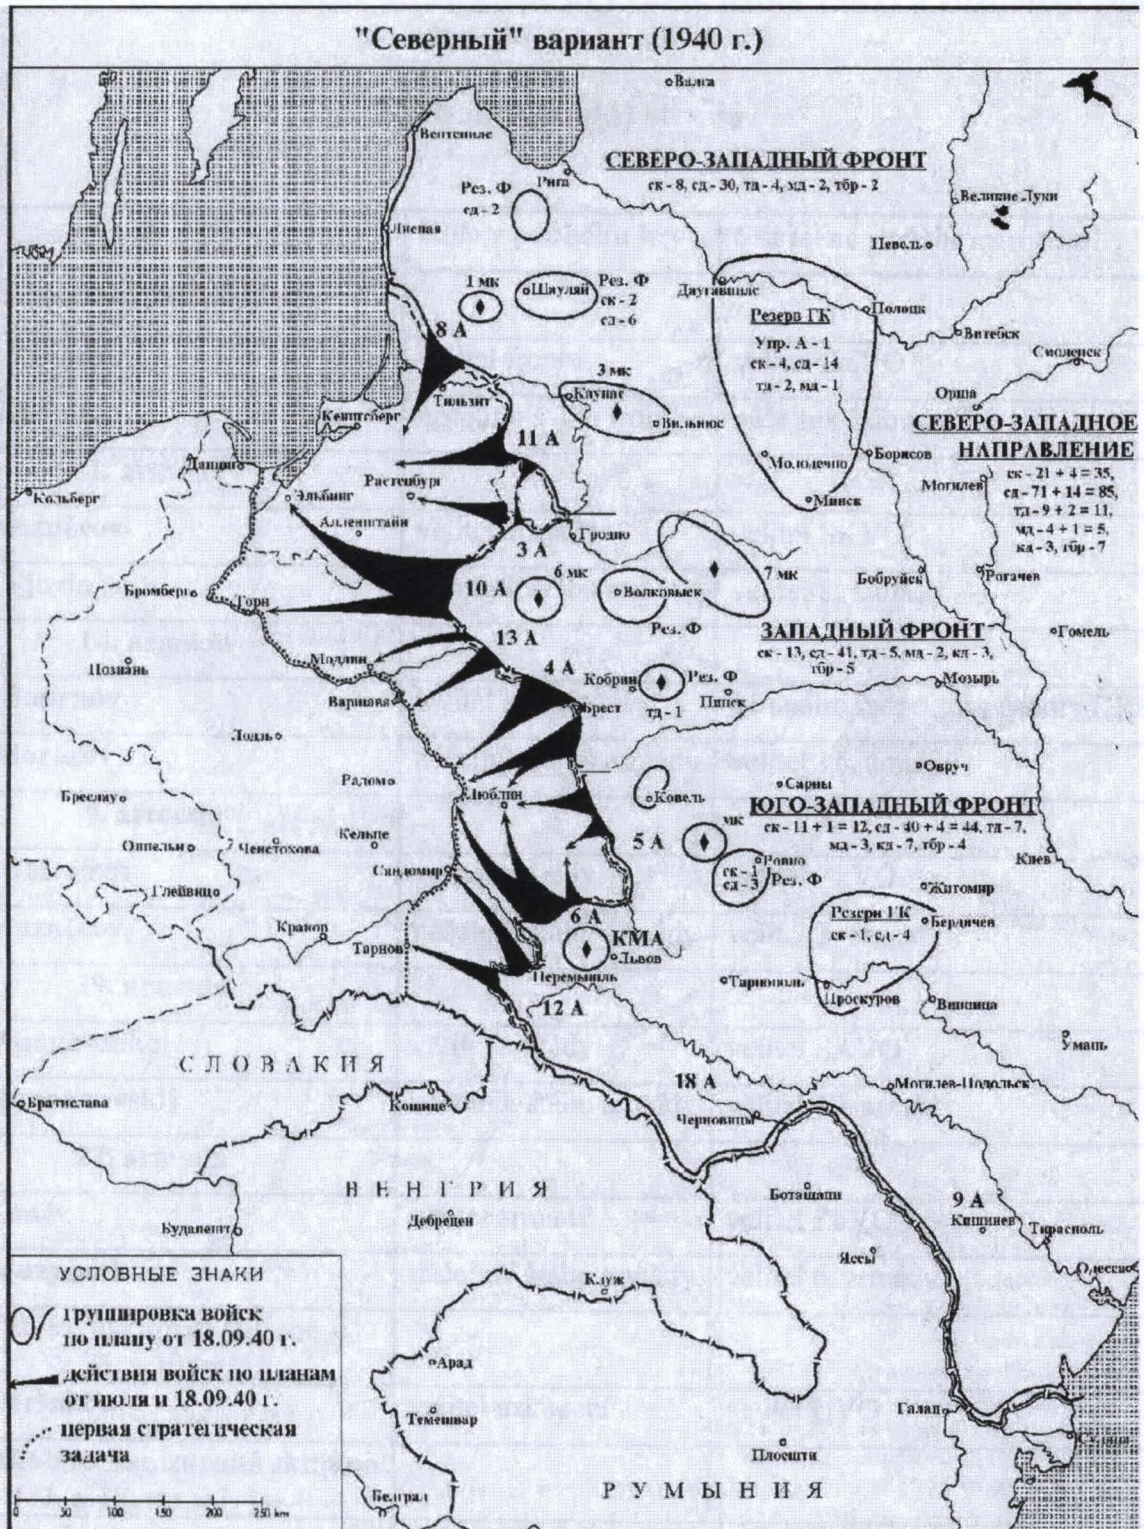 "Северный" вариант (1940 г.)
Валга
Вентспилс
СЕВЕРО-ЗАПАДНЫЙ ФРОНТ
ск - 8, сд - 30, тд - 4, мд - 2, тбр - 2
Рига
Рез. Ф
сд - 2
Великие Луки
Лиепая
Невель
1 мк
Шяуляй
Рез. Ф
ск - 2
сд - 6
Даугавпилс
Полоцк
Резерв ГК
Упр. А - 1
ск - 4, сд - 14
тд - 2, мд - 1
Витебск
Смоленск
8 А
3 мк
Тильзит
Каунас
Орша
Кенигсберг
Вильнюс
СЕВЕРО-ЗАПАДНОЕ
НАПРАВЛЕНИЕ
ск - 21 + 4 = 35,
сд - 71 + 14 = 85,
тд - 9 + 2 = 11,
мд - 4 + 1 = 5,
кд - 3, тбр - 7
11 А
Данциг
Молодечно
Борисов
Растенбург
Могилев
Кольберг
Эльбинг
Минск
Алленштайн
Гродно
3 А
6 мк
7 мк
Бобруйск
Рогачев
Бромберг
Торн
10 А
Волковыск
Рез. Ф
ЗАПАДНЫЙ ФРОНТ
ск - 13, сд - 41, тд - 5, мд - 2, кд - 3,
тбр - 5
Гомель
13 А
Познань
Модлин
4 А
Кобрин
Рез. Ф
тд - 1
Пинск
Мозырь
Варшава
Брест
Лодзь
Овруч
Радом
Сарны
Бреслау
Люблин
Ковель
ЮГО-ЗАПАДНЫЙ ФРОНТ
ск - 11 + 1 = 12, сд - 40 + 4 = 44, тд - 7,
мд - 3, кд - 7, тбр - 4
мк
5 А
Оппельн
Ченстохова
Кельце
Ровно
ск - 1
сд - 3
Рез. Ф
Киев
Сандомир
Глейвиц
Житомир
6 А
Резерв ГК
ск - 1, сд - 4
Бердичев
Краков
Тарнов
КМА
Львов
Перемышль
Тарнополь
Проскуров
Винница
12 А
Умань
СЛОВАКИЯ
18 А
Могилев-Подольск
Братислава
Кошице
Черновицы
ВЕНГРИЯ
Боташани
9 А
Кишинев
Тирасполь
Будапешт
Дебрецен
Яссы
Одесса
УСЛОВНЫЕ ЗНАКИ
группировка войск
по плану от 18.09.40 г.
действия войск по планам
от июля и 18.09.40 г.
первая стратегическая
задача
0 50 100 150 200 250 km
Клуж
Арад
Темешвар
Галац
Сулина
Плоешти
Белград
РУМЫНИЯ